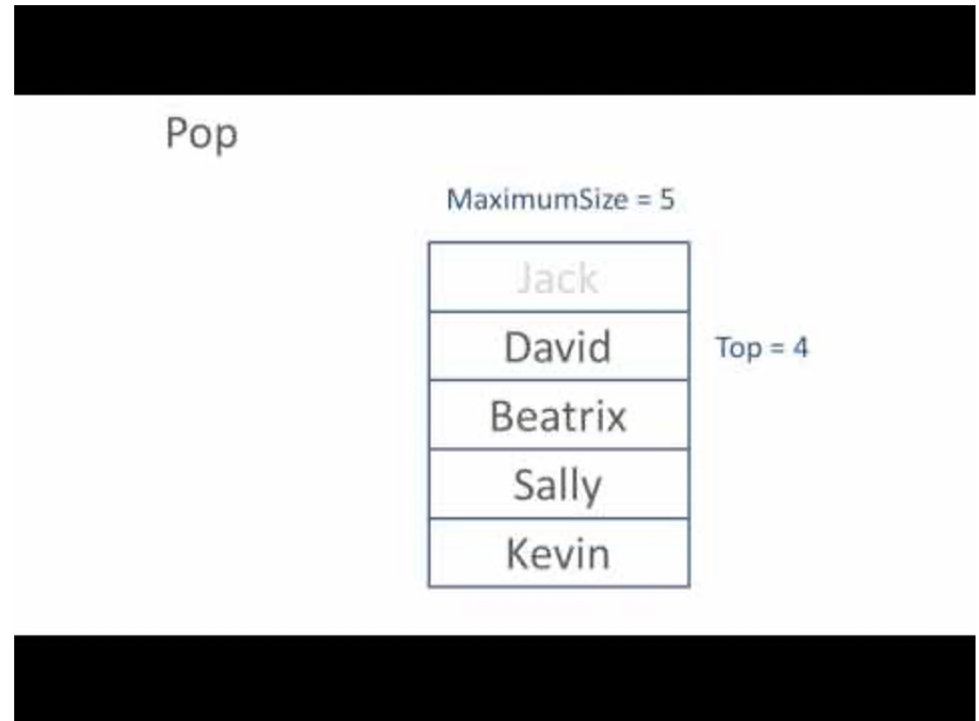 Pop
MaximumSize = 5
Jack
David
Top = 4
Beatrix
Sally
Kevin